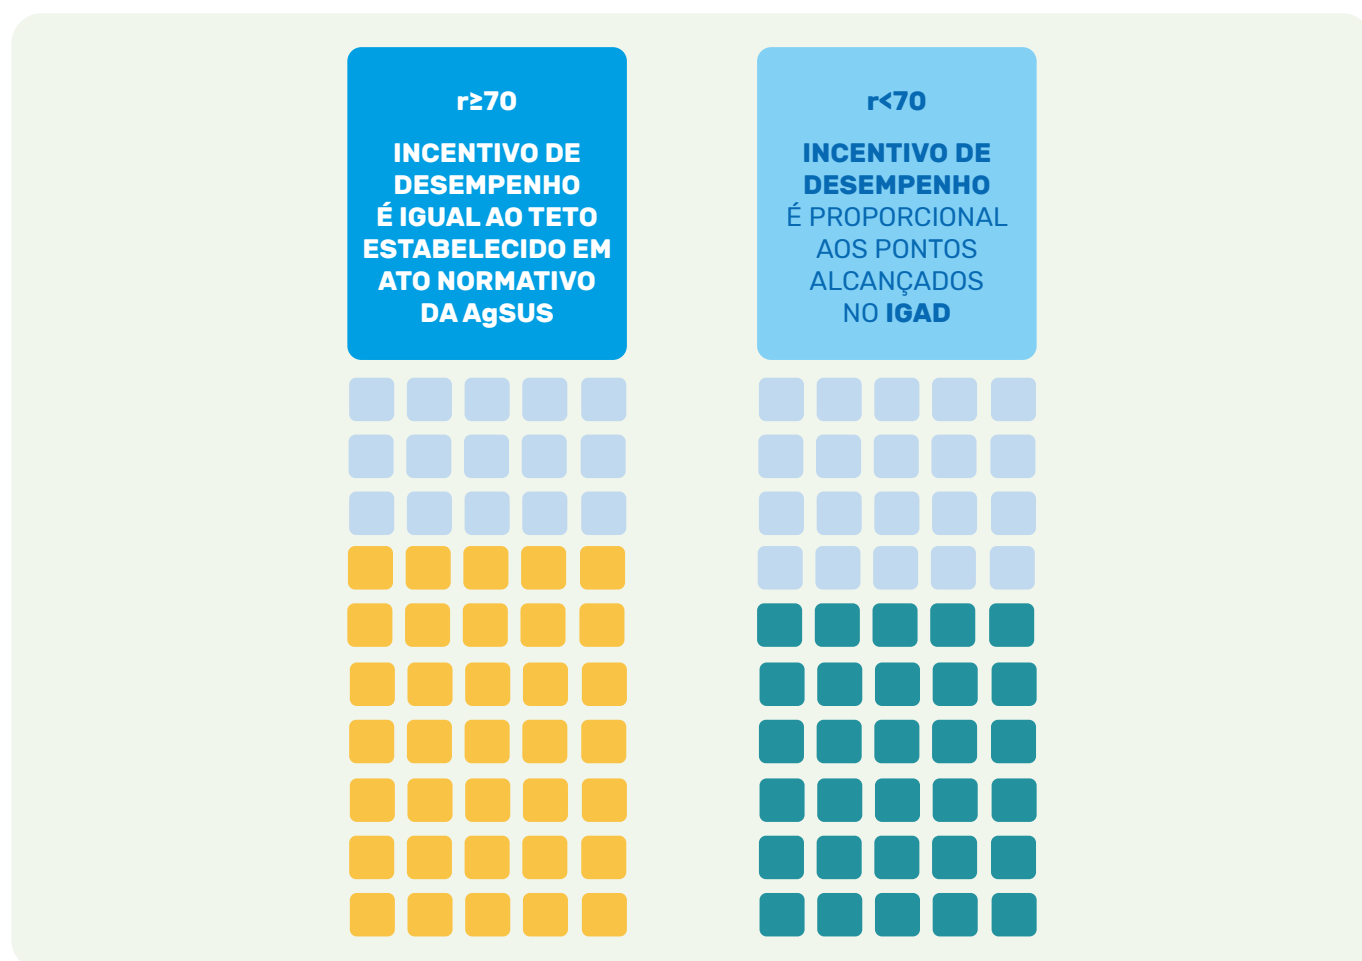 r≥70
INCENTIVO DE
DESEMPENHO
É IGUAL AO TETO
ESTABELECIDO EM
ATO NORMATIVO
DA AgSUS
r<70
INCENTIVO DE
DESEMPENHO
É PROPORCIONAL
AOS PONTOS
ALCANÇADOS
NO IGAD